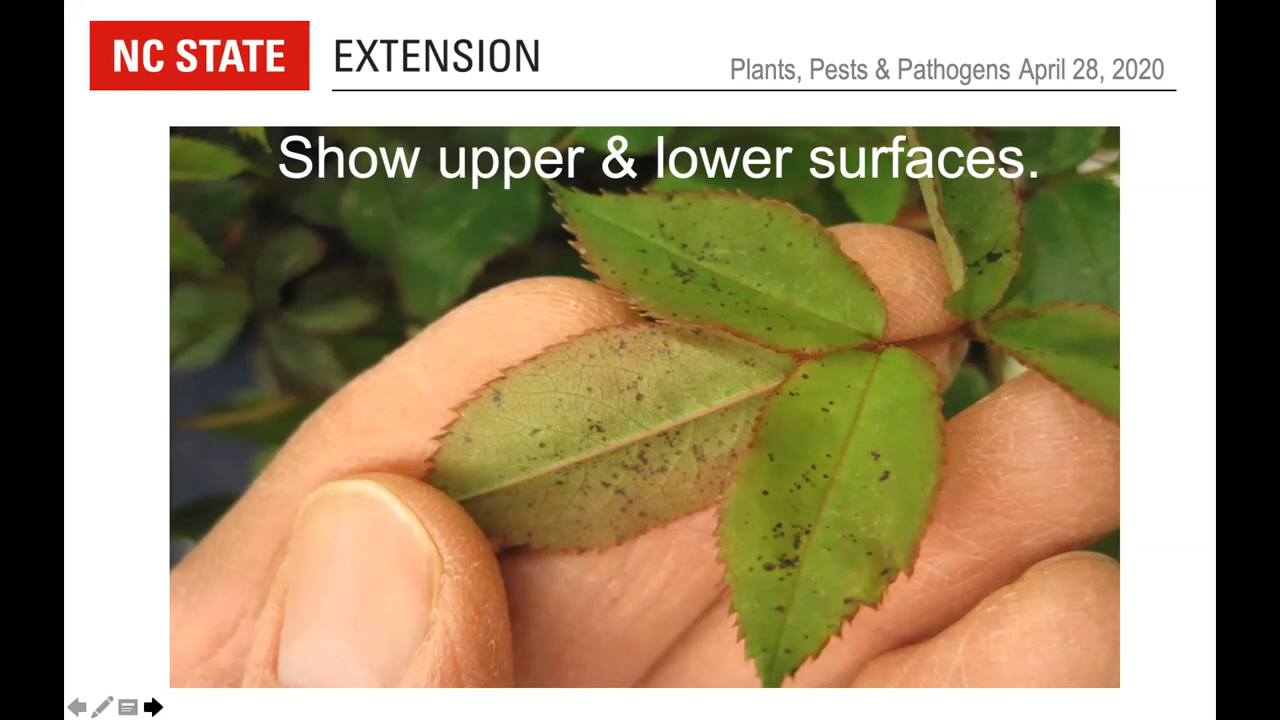 NC STATE EXTENSION
Plants, Pests & Pathogens April 28, 2020
Show upper & lower surfaces.